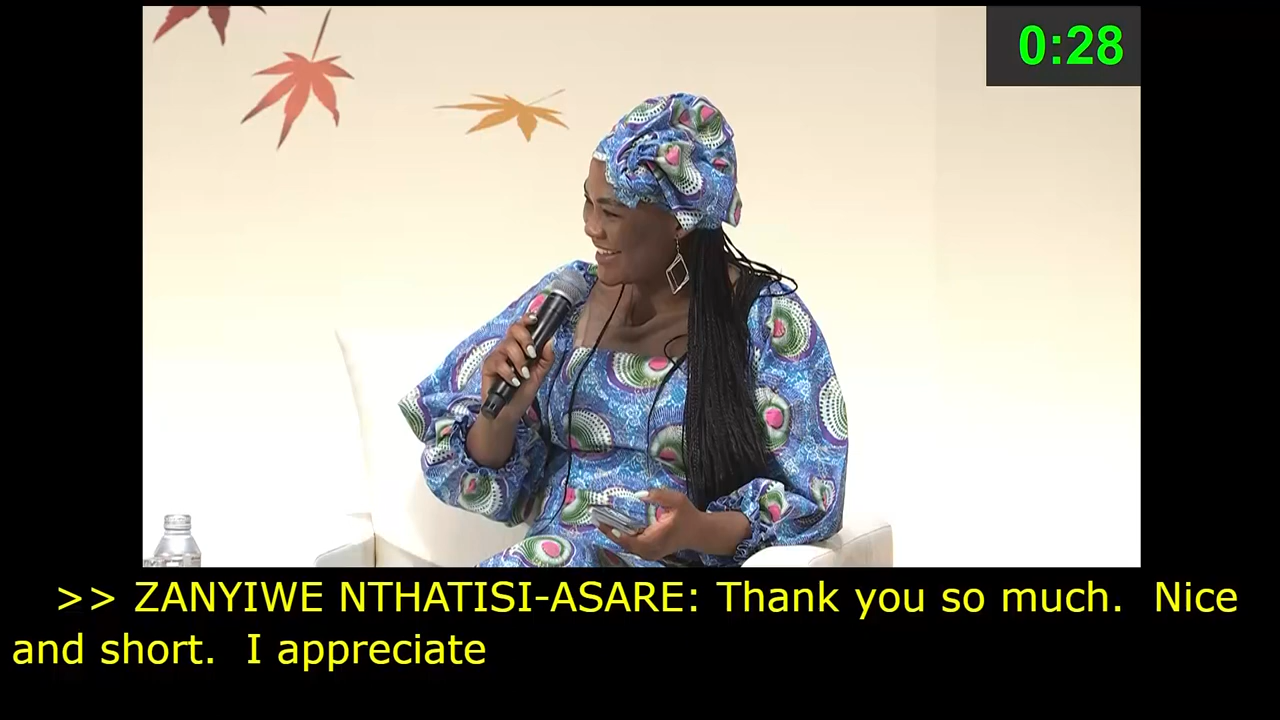 0:28
>> ZANYIWE NTHATISI-ASARE: Thank you so much.  Nice
and short.  I appreciate